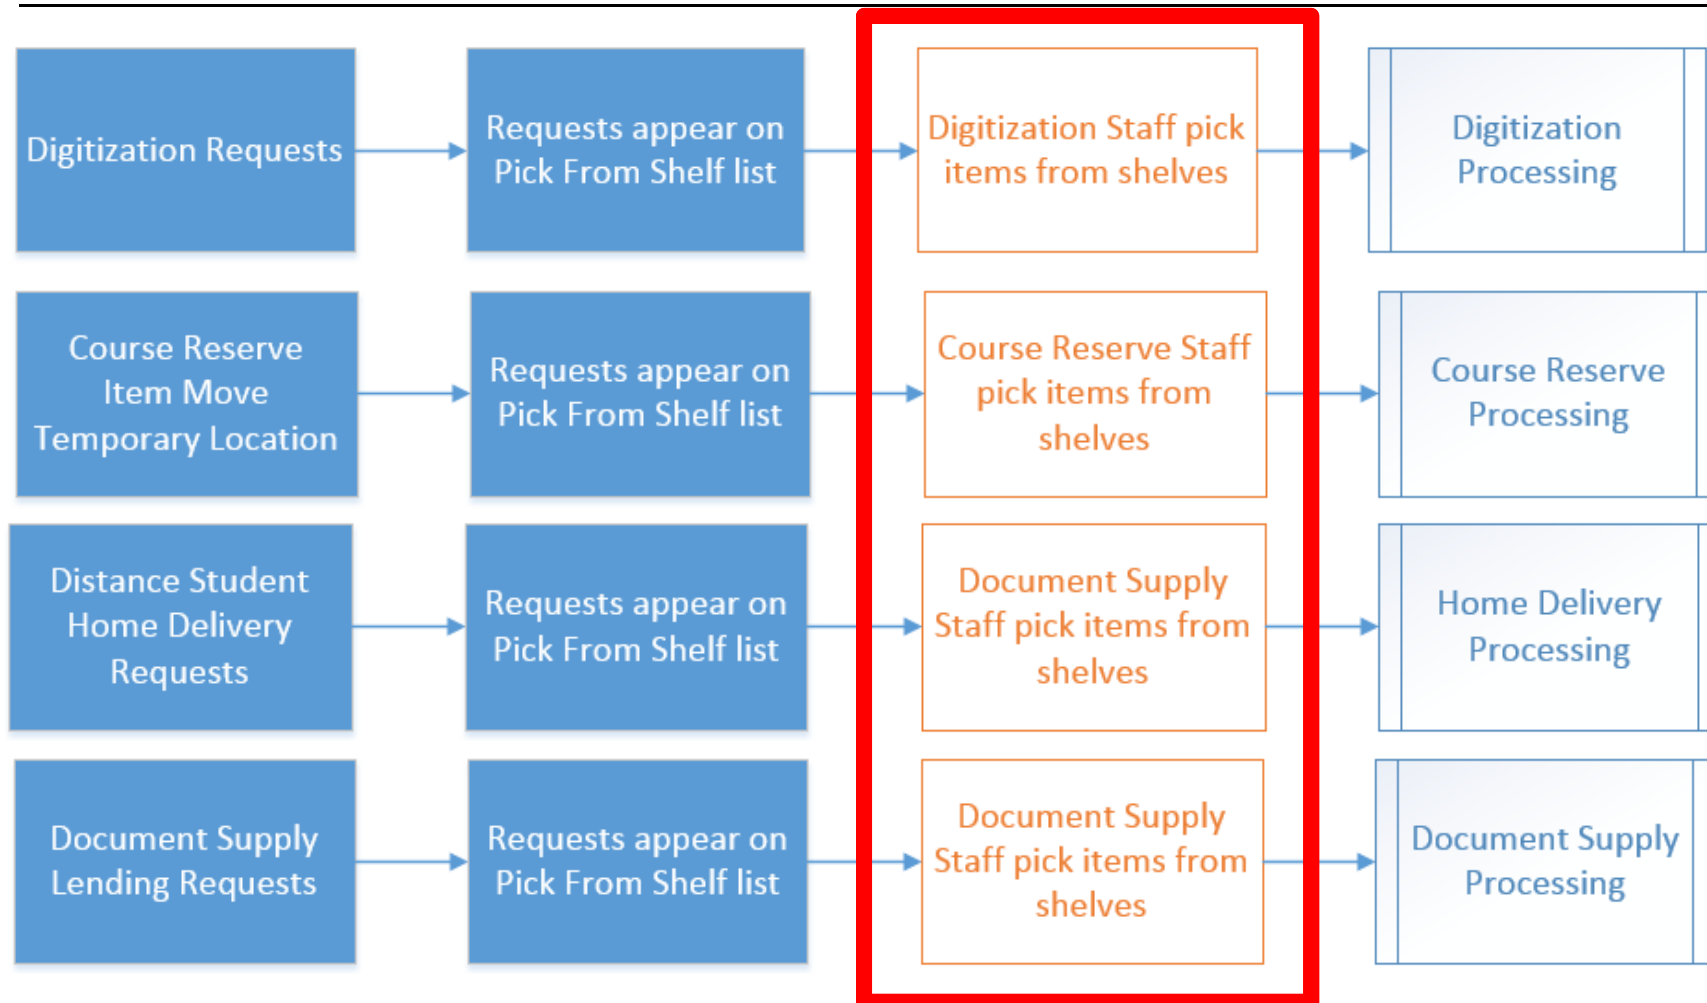 Digitization Requests
Requests appear on
Pick From Shelf list
Digitization Staff pick
items from shelves
Digitization
Processing
Course Reserve
Item Move
Temporary Location
Requests appear on
Pick From Shelf list
Course Reserve Staff
pick items from
shelves
Course Reserve
Processing
Distance Student
Home Delivery
Requests
Requests appear on
Pick From Shelf list
Document Supply
Staff pick items from
shelves
Home Delivery
Processing
Document Supply
Lending Requests
Requests appear on
Pick From Shelf list
Document Supply
Staff pick items from
shelves
Document Supply
Processing